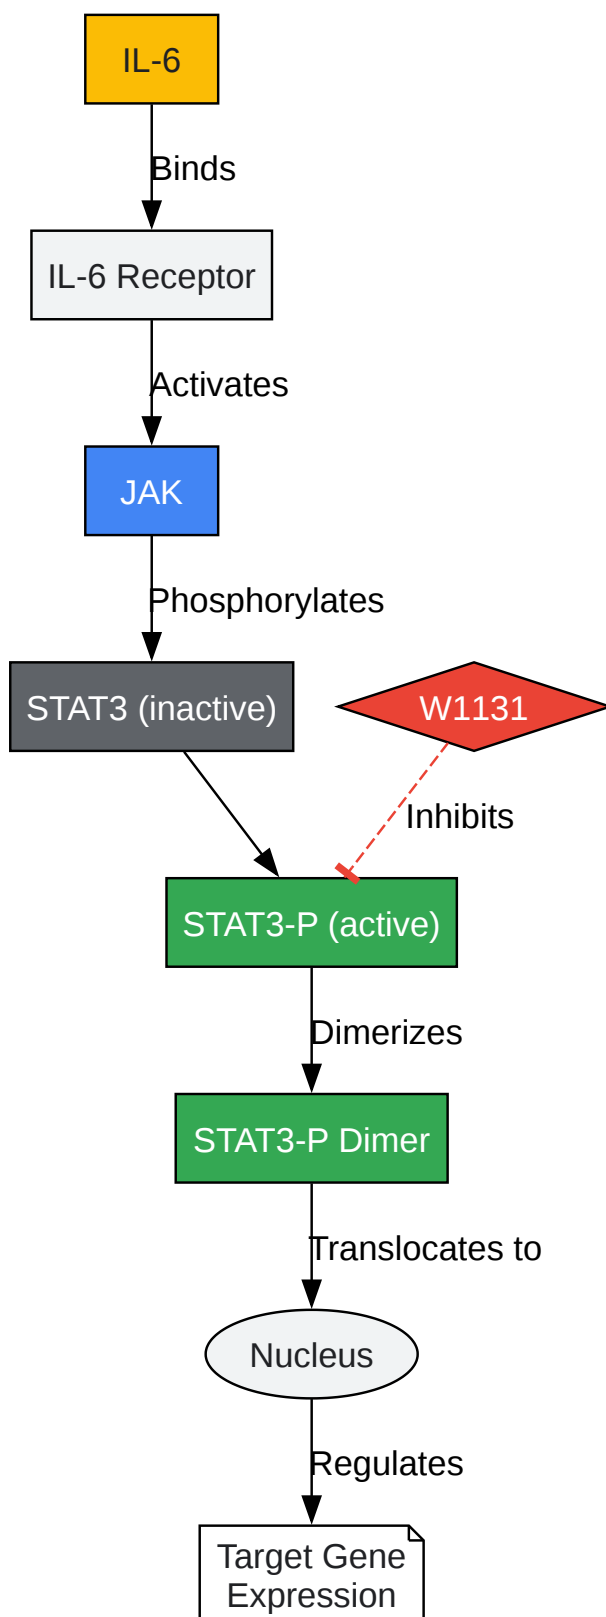 IL-6
Binds
IL-6 Receptor
Activates
JAK
Phosphorylates
STAT3 (inactive)
W1131
Inhibits
STAT3-P (active)
Dimerizes
STAT3-P Dimer
Translocates to
Nucleus
Regulates
Target Gene
Expression